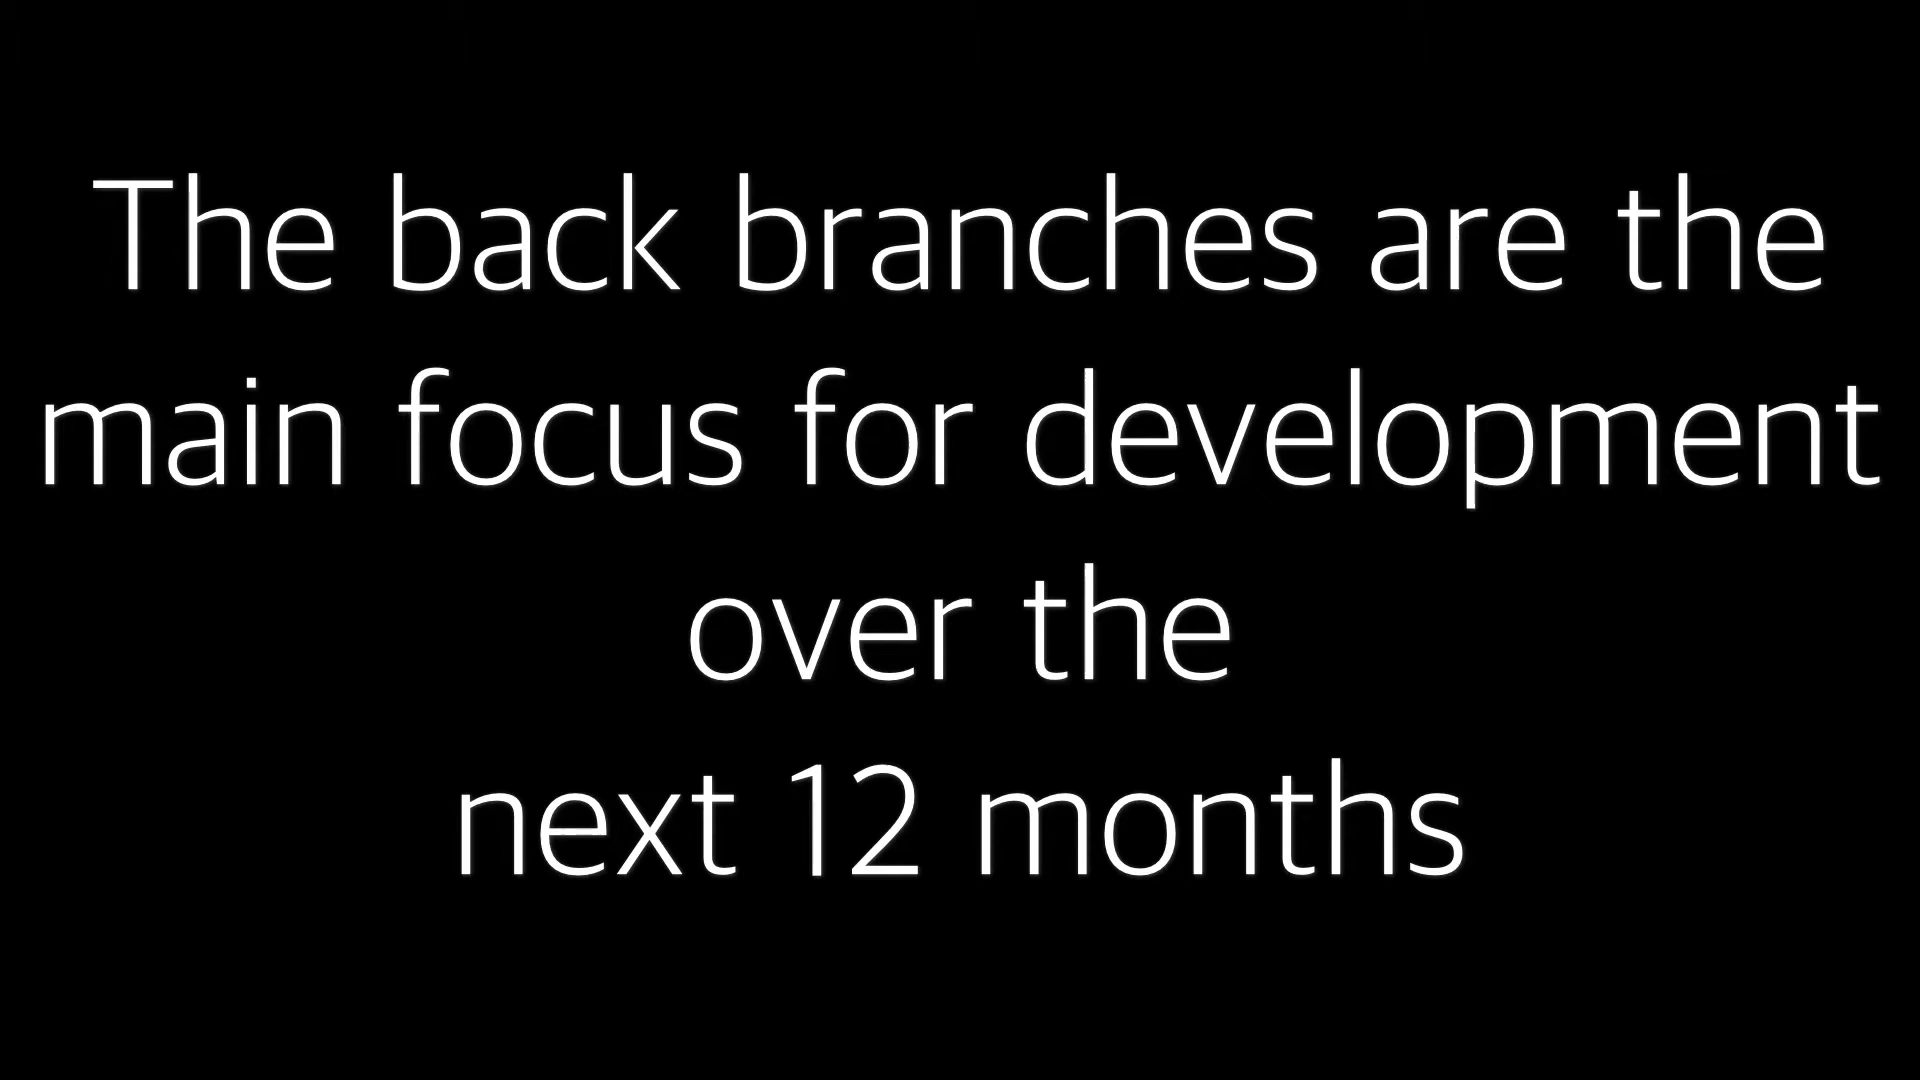 The back branches are the
main focus for development
over the
next 12 months